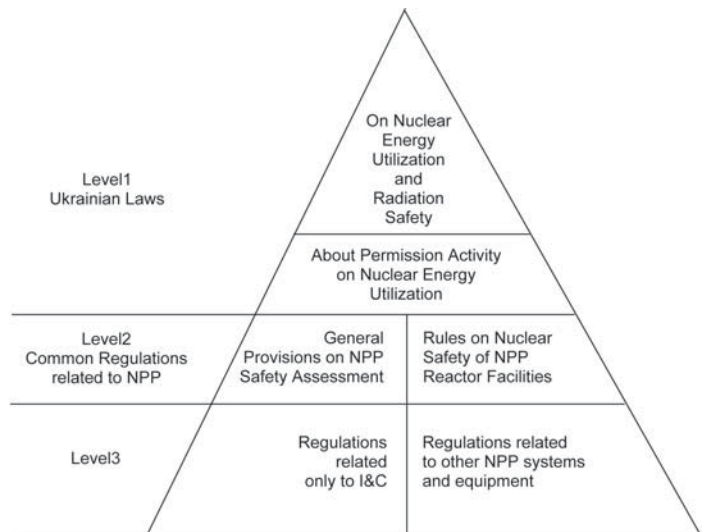 On Nuclear
Energy
Utilization
and
Radiation
Safety
Level1
Ukrainian Laws
About Permission Activity
on Nuclear Energy
Utilization
Level2
Common Regulations
related to NPP
General
Provisions on NPP
Safety Assessment
Rules on Nuclear
Safety of NPP
Reactor Facilities
Level3
Regulations
related
only to I&C
Regulations related
to other NPP systems
and equipment